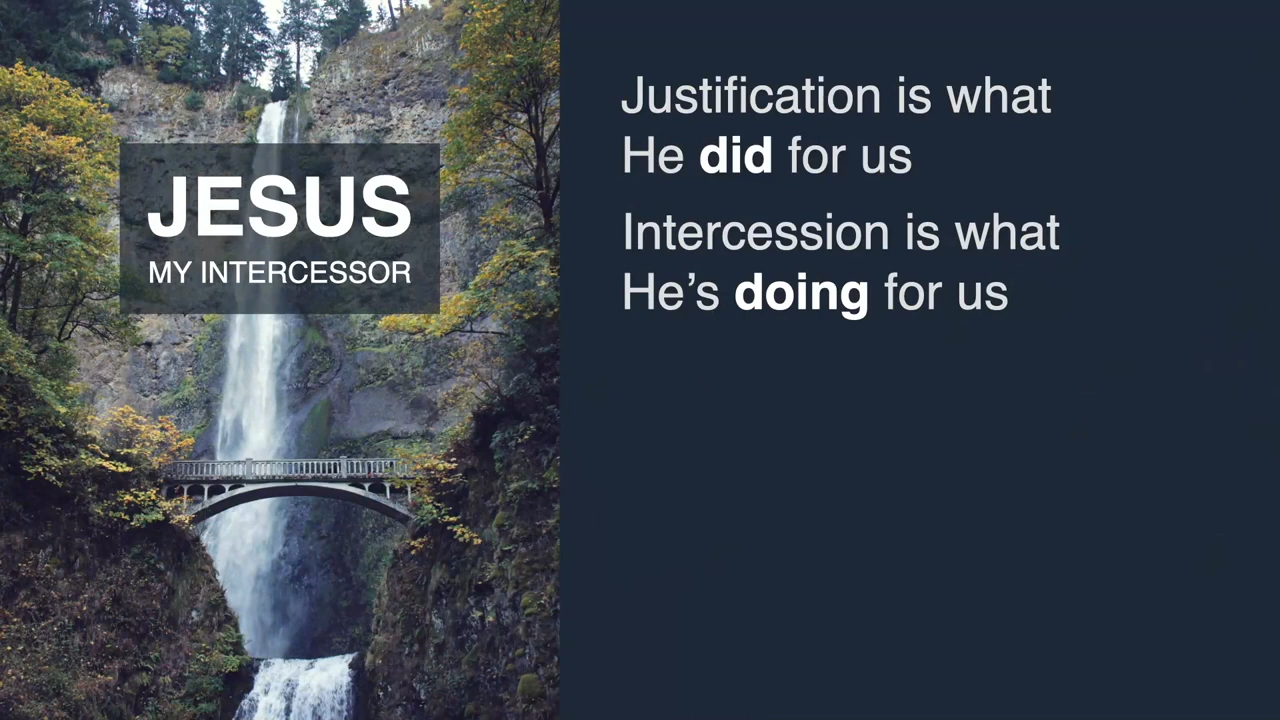 JESUS
MY INTERCESSOR
Justification is what
He did for us
Intercession is what
He’s doing for us